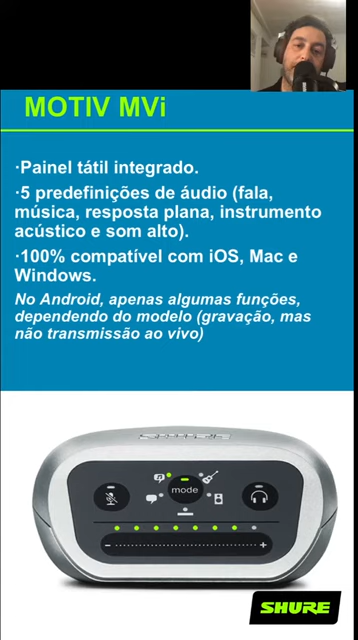 MOTIV MVi
·Painel tátil integrado.
·5 predefinições de áudio (fala,
música, resposta plana, instrumento
acústico e som alto).
·100% compatível com iOS, Mac e
Windows.
No Android, apenas algumas funções,
dependendo do modelo (gravação, mas
não transmissão ao vivo)
SHURE
mode
- +
SHURE